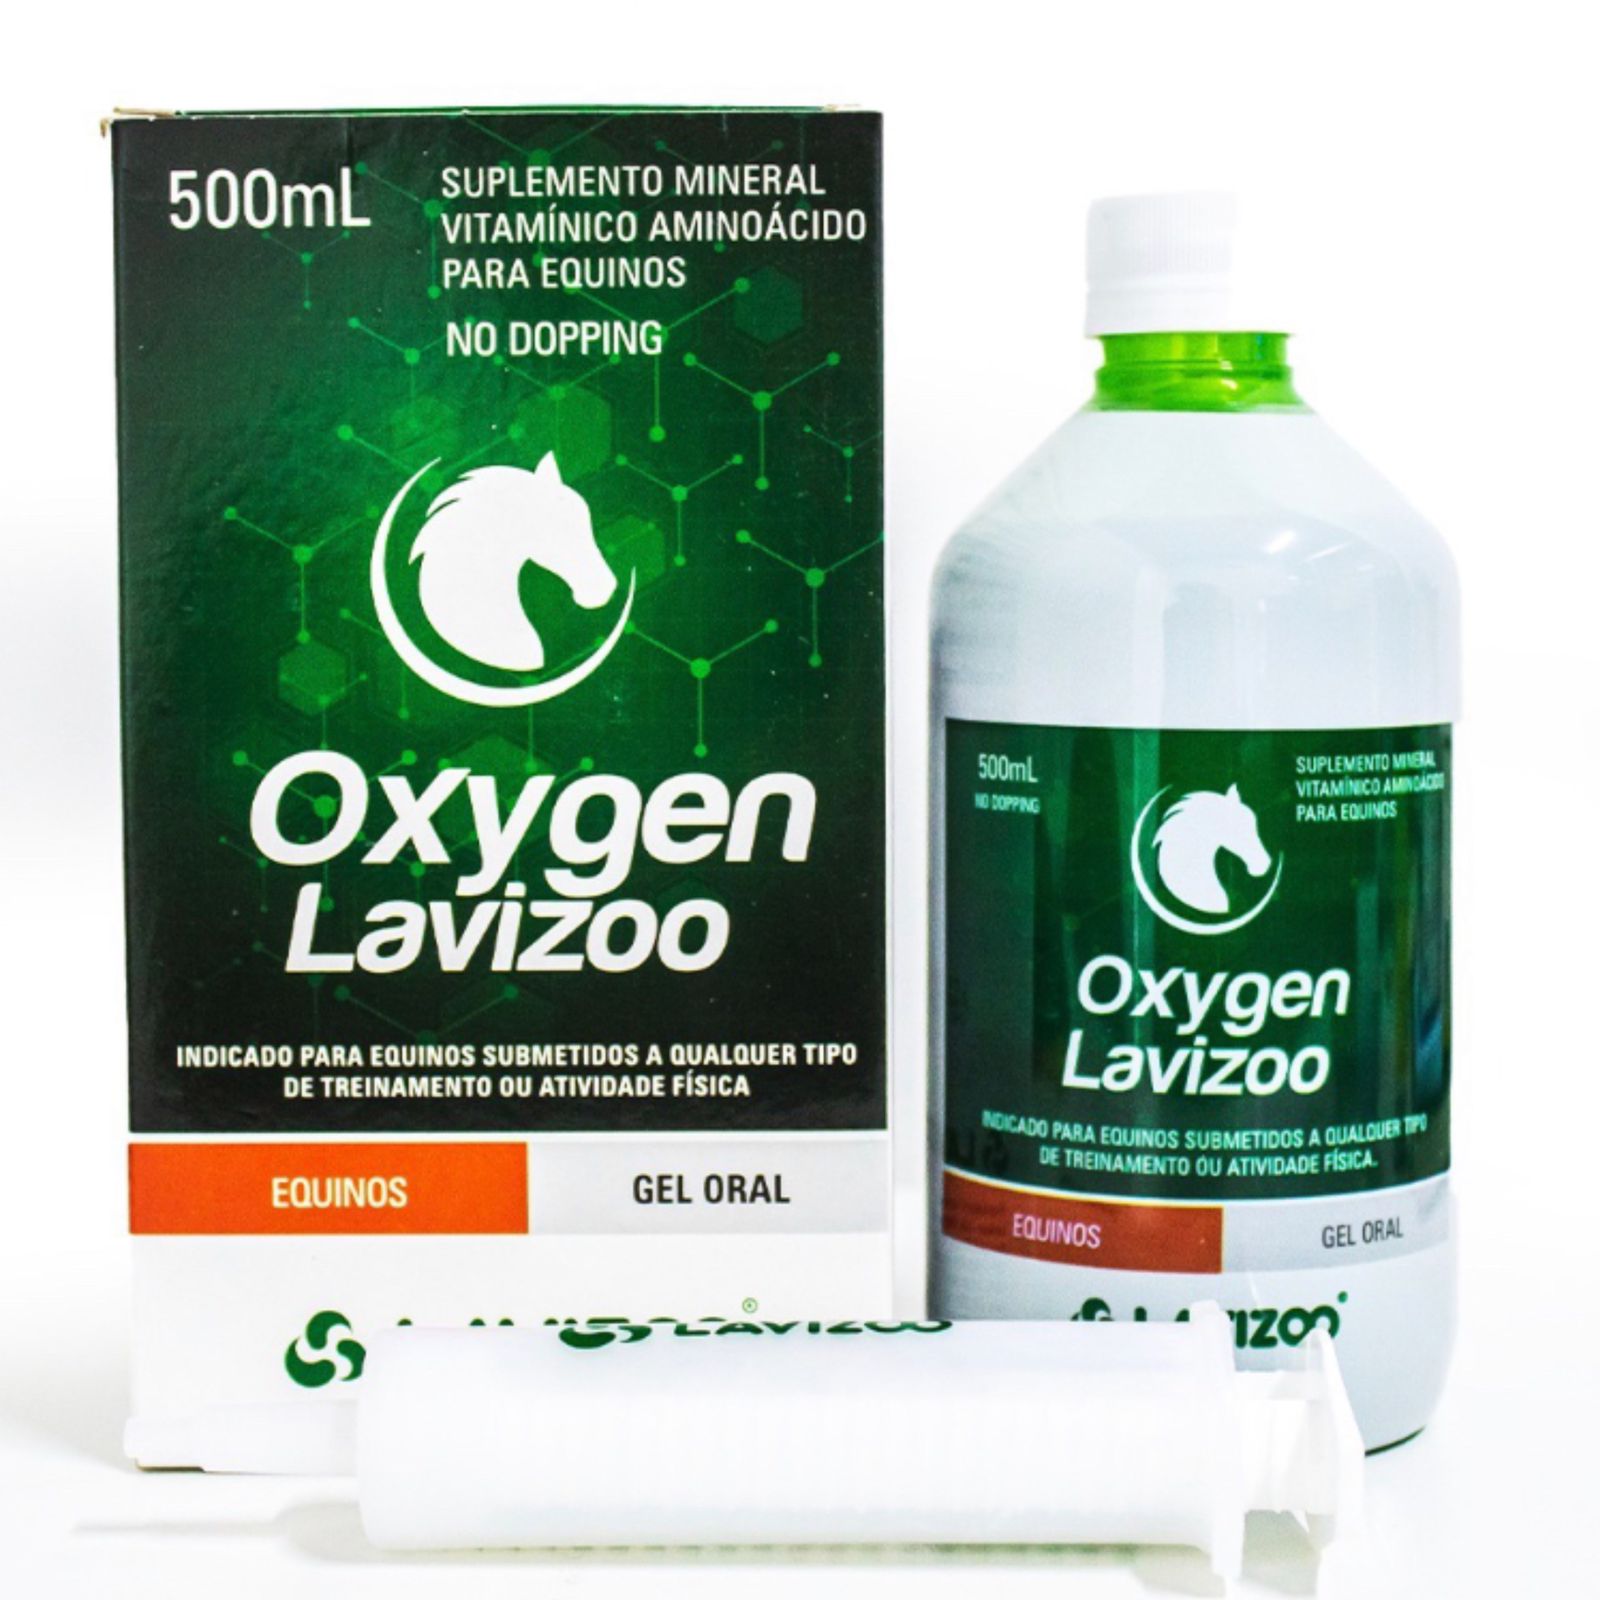 500mL
SUPLEMENTO MINERAL
VITAMÍNICO AMINOÁCIDO
PARA EQUINOS
NO DOPPING
Oxygen
Lavizoo
INDICADO PARA EQUINOS SUBMETIDOS A QUALQUER TIPO
DE TREINAMENTO OU ATIVIDADE FÍSICA
EQUINOS
GEL ORAL
LAVIZOO®
500mL
NO DOPPING
SUPLEMENTO MINERAL
VITAMÍNICO AMINOÁCIDO
PARA EQUINOS
Oxygen
Lavizoo
INDICADO PARA EQUINOS SUBMETIDOS A QUALQUER TIPO
DE TREINAMENTO OU ATIVIDADE FÍSICA.
EQUINOS
GEL ORAL
LAVIZOO